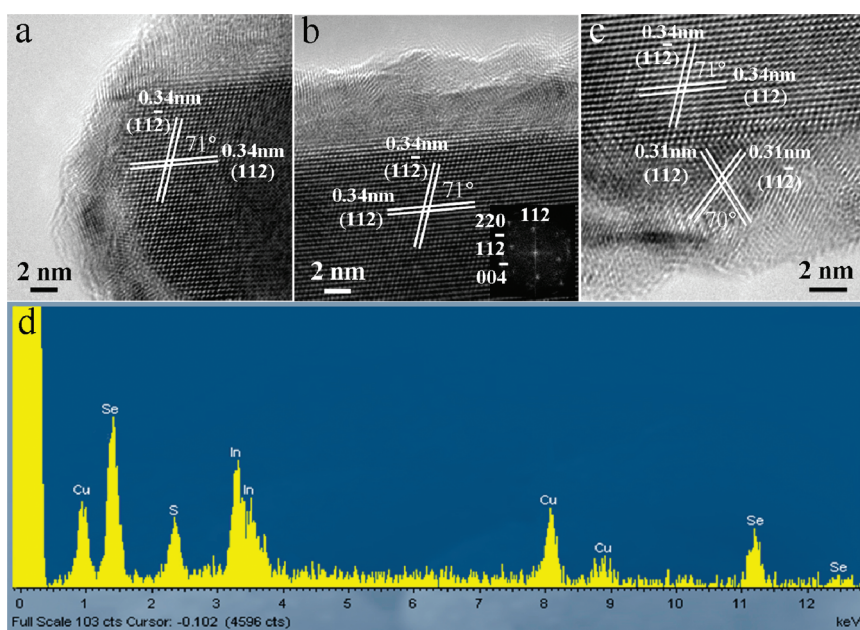 a
0.34nm
(112̄)
71°
0.34nm
(112)
2 nm
b
0.34nm
(112̄)
71°
0.34nm
(112)
112
220
112̄
004̄
2 nm
c
0.34nm
(112̄)
71°
0.34nm
(112)
0.31nm
(112)
0.31nm
(112̄)
70°
2 nm
d
Cu
Se
S
In
In
Cu
Cu
Se
Se
0 1 2 3 4 5 6 7 8 9 10 11 12
Full Scale 103 cts Cursor: -0.102 (4596 cts)
keV